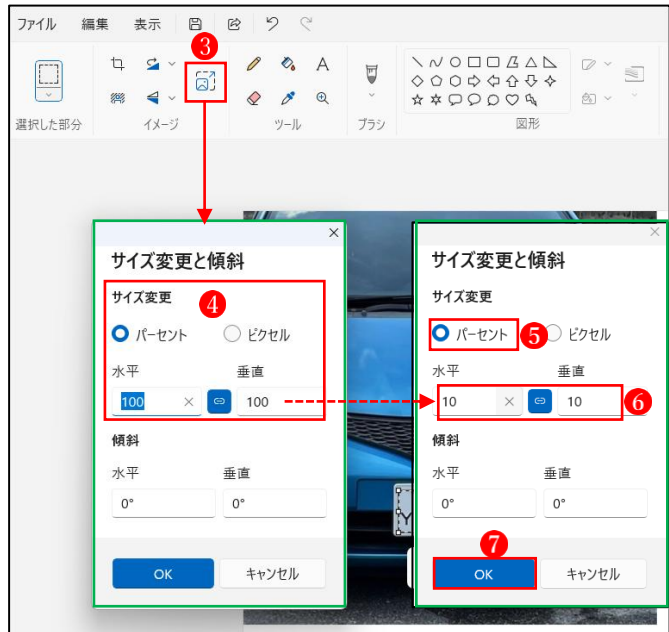 ファイル 編集 表示
3
A
選択した部分 イメージ ツール ブラシ 図形
サイズ変更と傾斜
サイズ変更
4
パーセント ピクセル
水平 垂直
100 100
傾斜
水平 垂直
0° 0°
OK キャンセル
サイズ変更と傾斜
サイズ変更
パーセント 5 ピクセル
水平 垂直
10 10 6
傾斜
水平 垂直
0° 0°
7
OK キャンセル
Y